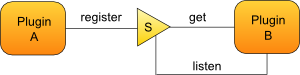 Plugin
A
register
S
get
Plugin
B
listen